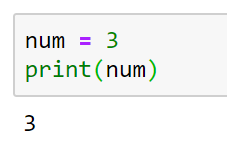 num = 3
print(num)
3